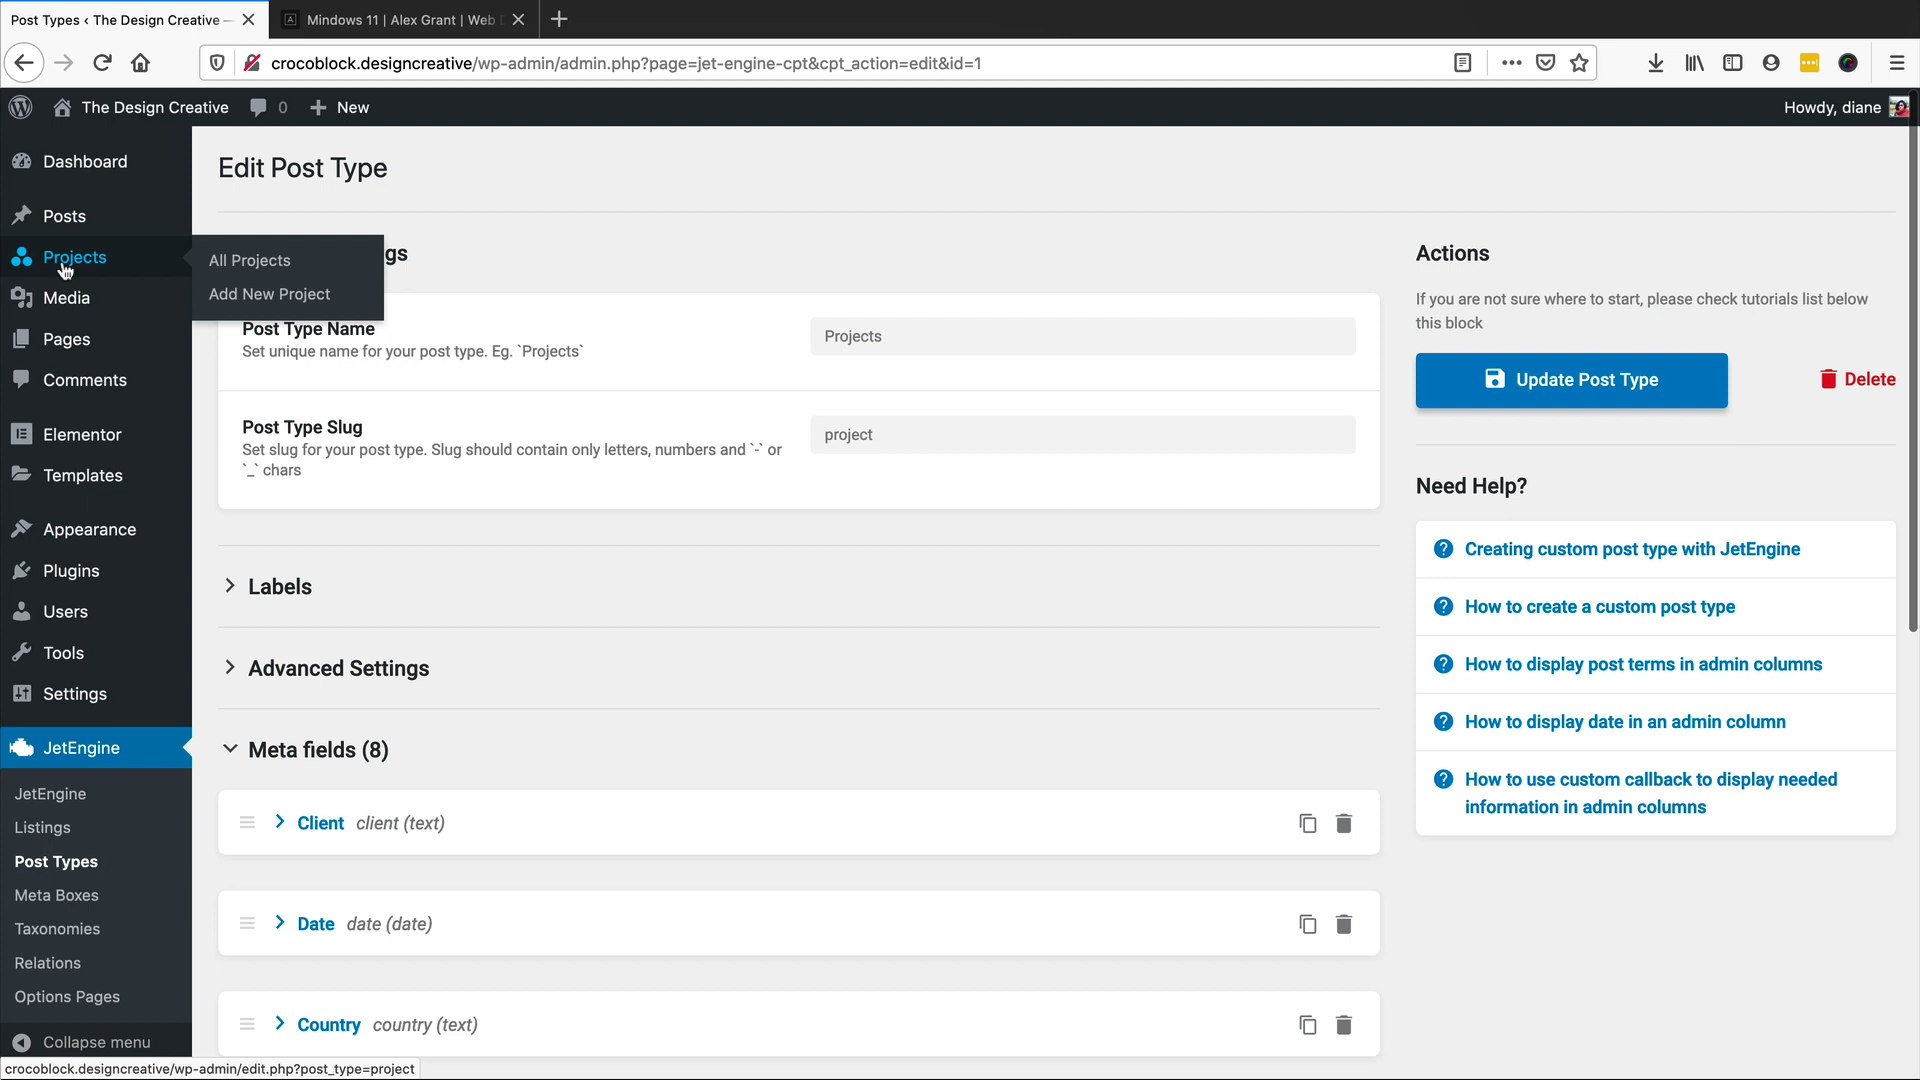 Post Types ‹ The Design Creative —
Mindows 11 | Alex Grant | Web
crocoblock.designcreative/wp-admin/admin.php?page=jet-engine-cpt&cpt_action=edit&id=1
The Design Creative
0
New
Howdy, diane
Dashboard
Posts
Projects
Media
Pages
Comments
Elementor
Templates
Appearance
Plugins
Users
Tools
Settings
JetEngine
JetEngine
Listings
Post Types
Meta Boxes
Taxonomies
Relations
Options Pages
Collapse menu
All Projects
Add New Project
Edit Post Type
gs
Post Type Name
Set unique name for your post type. Eg. `Projects`
Projects
Post Type Slug
Set slug for your post type. Slug should contain only letters, numbers and `-` or
`_` chars
project
Labels
Advanced Settings
Meta fields (8)
Client client (text)
Date date (date)
Country country (text)
Actions
If you are not sure where to start, please check tutorials list below
this block
Update Post Type
Delete
Need Help?
Creating custom post type with JetEngine
How to create a custom post type
How to display post terms in admin columns
How to display date in an admin column
How to use custom callback to display needed
information in admin columns
crocoblock.designcreative/wp-admin/edit.php?post_type=project